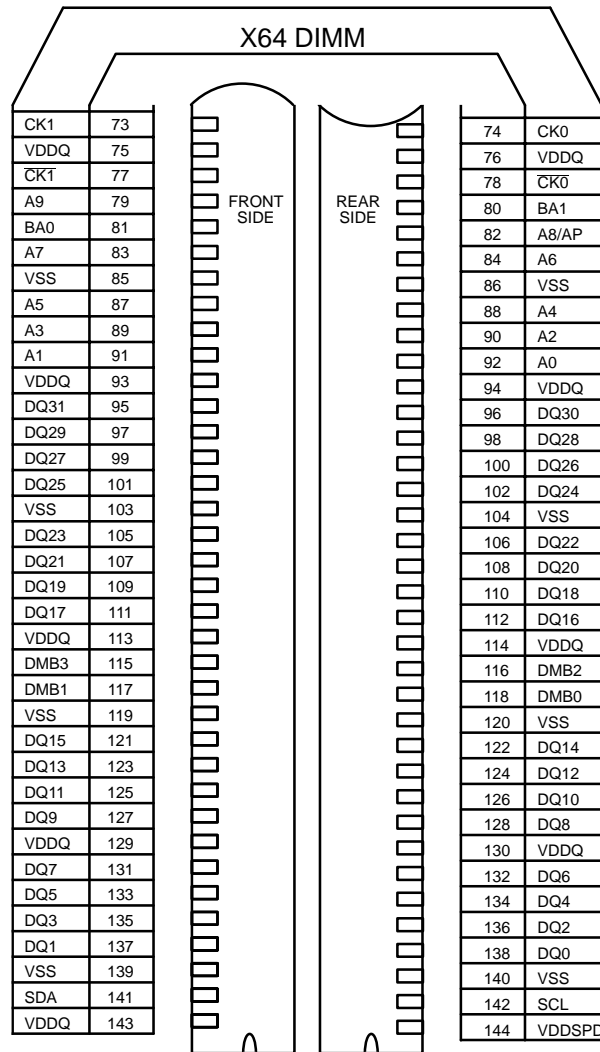 X64 DIMM
FRONT SIDE
REAR SIDE
CK1 73
VDDQ 75
C̅K̅1̅ 77
A9 79
BA0 81
A7 83
VSS 85
A5 87
A3 89
A1 91
VDDQ 93
DQ31 95
DQ29 97
DQ27 99
DQ25 101
VSS 103
DQ23 105
DQ21 107
DQ19 109
DQ17 111
VDDQ 113
DMB3 115
DMB1 117
VSS 119
DQ15 121
DQ13 123
DQ11 125
DQ9 127
VDDQ 129
DQ7 131
DQ5 133
DQ3 135
DQ1 137
VSS 139
SDA 141
VDDQ 143
74 CK0
76 VDDQ
78 C̅K̅0̅
80 BA1
82 A8/AP
84 A6
86 VSS
88 A4
90 A2
92 A0
94 VDDQ
96 DQ30
98 DQ28
100 DQ26
102 DQ24
104 VSS
106 DQ22
108 DQ20
110 DQ18
112 DQ16
114 VDDQ
116 DMB2
118 DMB0
120 VSS
122 DQ14
124 DQ12
126 DQ10
128 DQ8
130 VDDQ
132 DQ6
134 DQ4
136 DQ2
138 DQ0
140 VSS
142 SCL
144 VDDSPD